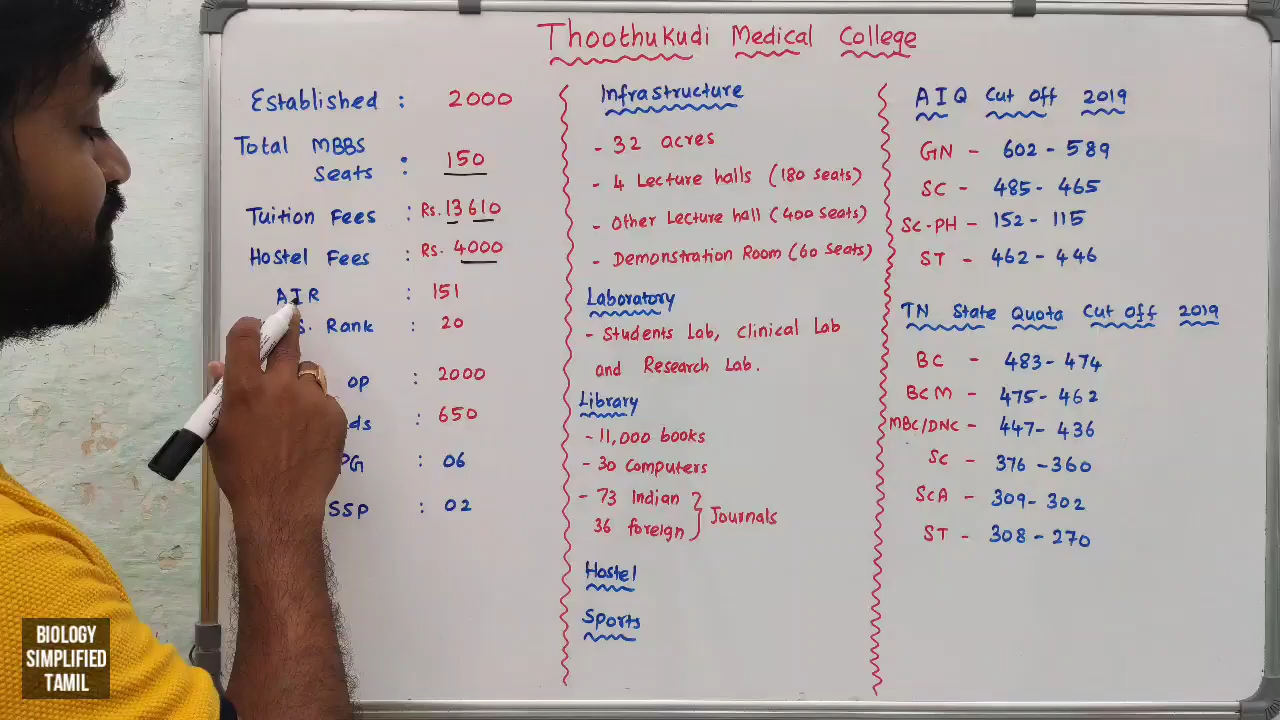 Thoothukudi Medical College
Established : 2000
Total MBBS
Seats : 150
Tuition Fees : Rs. 13610
Hostel Fees : Rs. 4000
AIR : 151
Rank : 20
op : 2000
ds : 650
PG : 06
SSP : 02
Infrastructure
- 32 acres
- 4 Lecture halls (180 seats)
- Other Lecture hall (400 seats)
- Demonstration Room (60 seats)
Laboratory
- Students Lab, clinical Lab
and Research Lab.
Library
- 11,000 books
- 30 Computers
- 73 Indian
36 foreign } Journals
Hostel
Sports
AIQ Cut Off 2019
GN - 602 - 589
SC - 485 - 465
SC-PH - 152 - 115
ST - 462 - 446
TN State Quota Cut Off 2019
BC - 483 - 474
BCM - 475 - 462
MBC/DNC - 447 - 436
SC - 376 - 360
SCA - 309 - 302
ST - 308 - 270
BIOLOGY
SIMPLIFIED
TAMIL